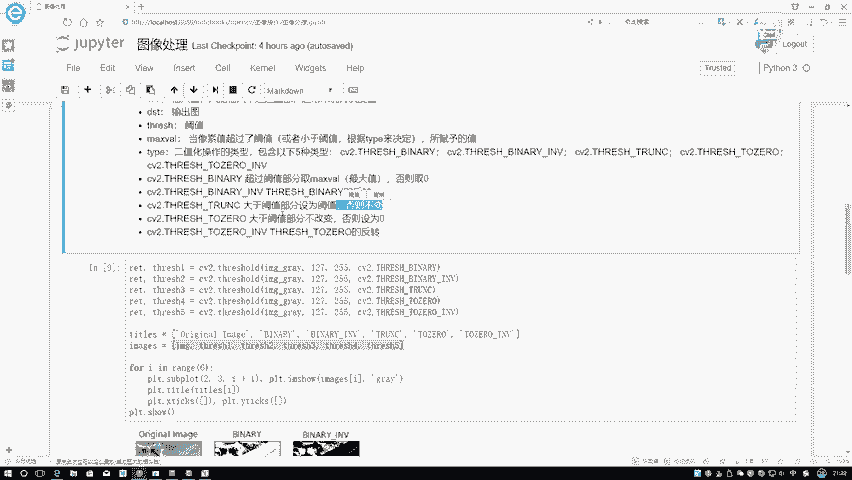 图像处理
jupyter 图像处理 Last Checkpoint: 4 hours ago (autosaved)
Logout
File Edit View Insert Cell Kernel Widgets Help
Trusted
Python 3
Markdown
dst: 输出图
thresh: 阈值
maxval: 当像素值超过了阈值（或者小于阈值，根据type来决定），所赋予的值
type: 二值化操作的类型，包含以下5种类型： cv2.THRESH_BINARY; cv2.THRESH_BINARY_INV; cv2.THRESH_TRUNC; cv2.THRESH_TOZERO;
cv2.THRESH_TOZERO_INV
cv2.THRESH_BINARY 超过阈值部分取maxval（最大值），否则取0
cv2.THRESH_BINARY_INV THRESH_BINARY
cv2.THRESH_TRUNC 大于阈值部分设为阈值，否则不变
cv2.THRESH_TOZERO 大于阈值部分不改变，否则设为0
cv2.THRESH_TOZERO_INV THRESH_TOZERO的反转
In [9]:
ret, thresh1 = cv2.threshold(img_gray, 127, 255, cv2.THRESH_BINARY)
ret, thresh2 = cv2.threshold(img_gray, 127, 255, cv2.THRESH_BINARY_INV)
ret, thresh3 = cv2.threshold(img_gray, 127, 255, cv2.THRESH_TRUNC)
ret, thresh4 = cv2.threshold(img_gray, 127, 255, cv2.THRESH_TOZERO)
ret, thresh5 = cv2.threshold(img_gray, 127, 255, cv2.THRESH_TOZERO_INV)
titles = ['Original Image', 'BINARY', 'BINARY_INV', 'TRUNC', 'TOZERO', 'TOZERO_INV']
images = [img, thresh1, thresh2, thresh3, thresh4, thresh5]
for i in range(6):
plt.subplot(2, 3, i + 1), plt.imshow(images[i], 'gray')
plt.title(titles[i])
plt.xticks([]), plt.yticks([])
plt.show()
Original Image BINARY BINARY_INV